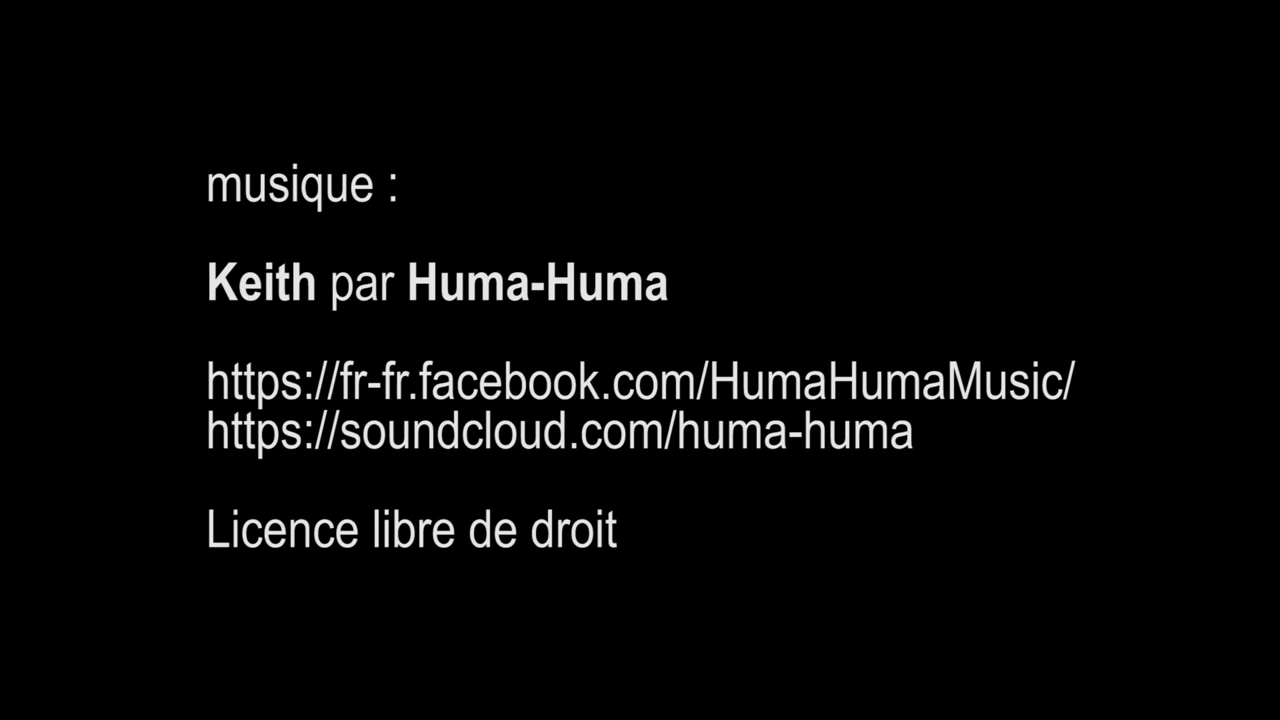 musique :
Keith par Huma-Huma
https://fr-fr.facebook.com/HumaHumaMusic/
https://soundcloud.com/huma-huma
Licence libre de droit